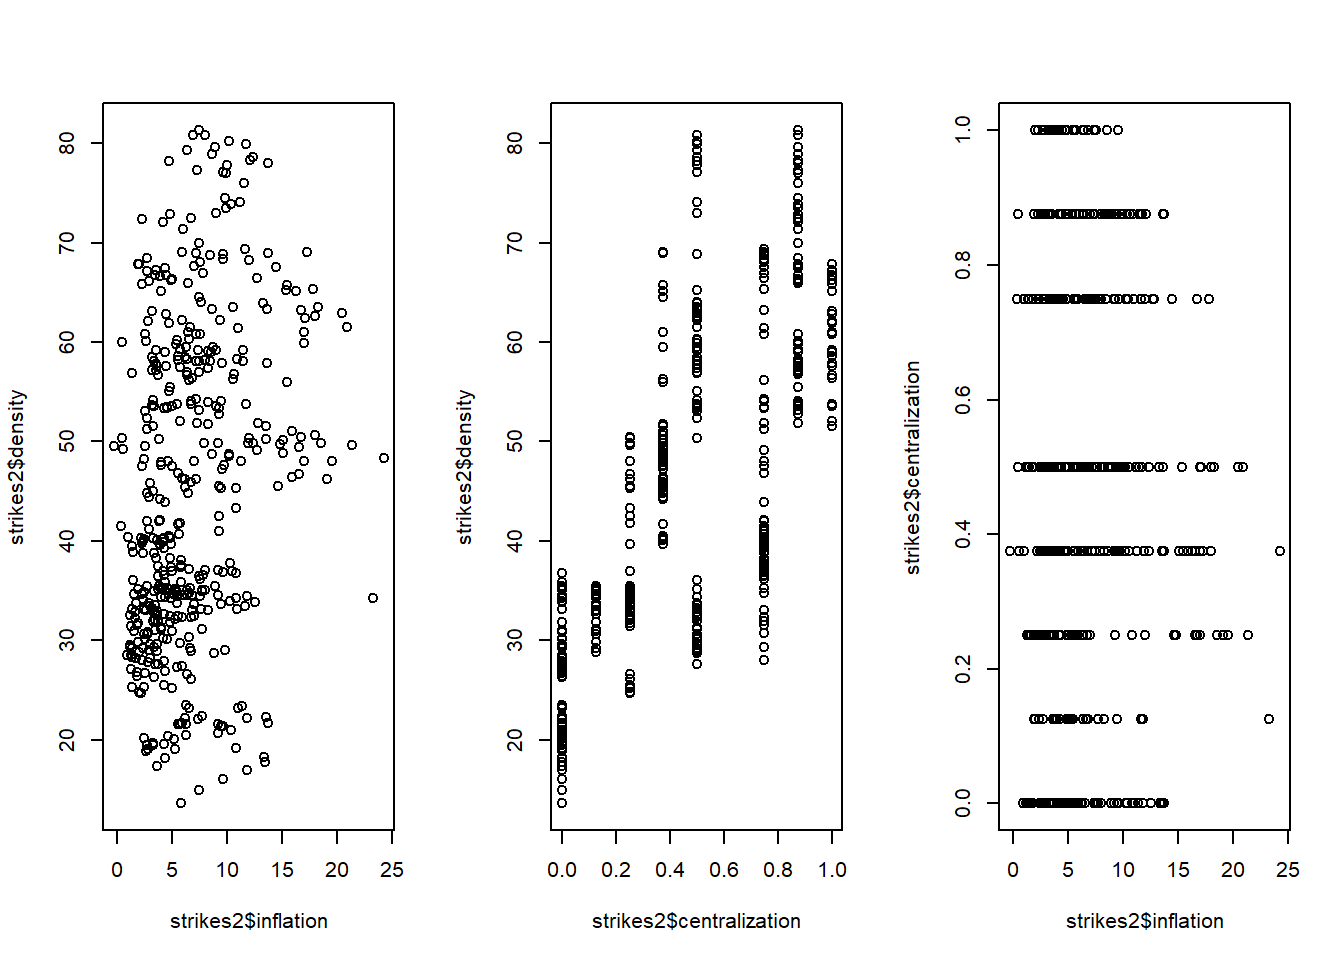 strikes2$density
80
70
60
50
40
30
20
0 5 10 15 20 25
strikes2$inflation
strikes2$density
80
70
60
50
40
30
20
0.0 0.2 0.4 0.6 0.8 1.0
strikes2$centralization
strikes2$centralization
1.0
0.8
0.6
0.4
0.2
0.0
0 5 10 15 20 25
strikes2$inflation